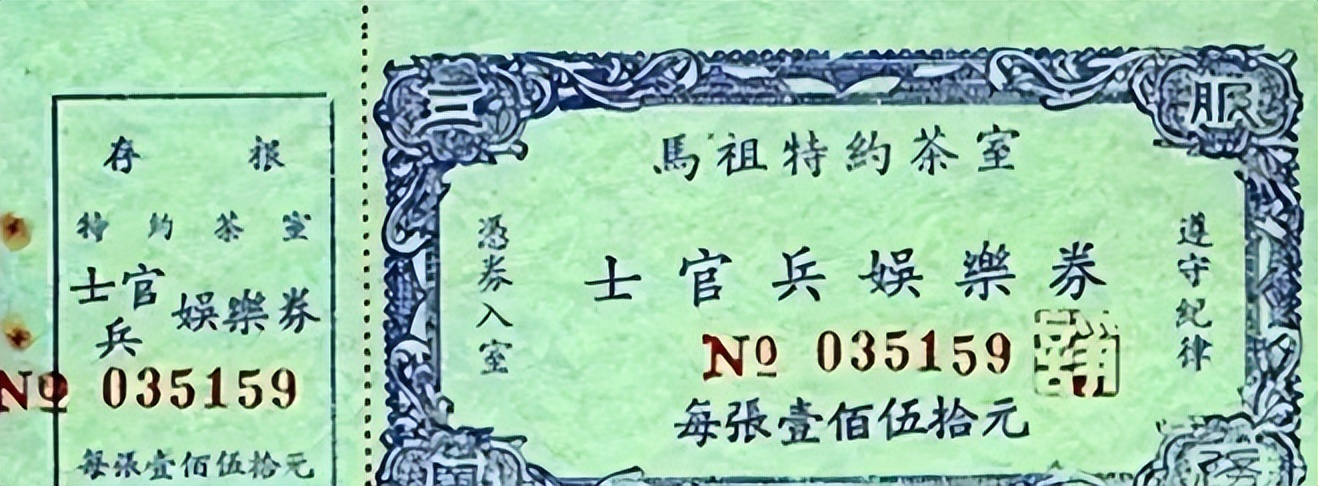 存根
特約茶室
士官兵娛樂券
No 035159
每張壹佰伍拾元
三
服
馬祖特約茶室
遵守紀律
憑券入室
士官兵娛樂券
No 035159
每張壹佰伍拾元